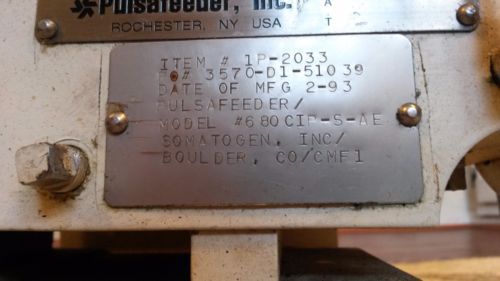 Pulsafeeder, Inc.
ROCHESTER, NY USA
A
T
ITEM # 1P-2033
PO# 3570-D1-51039
DATE OF MFG 2-93
PULSAFEEDER/
MODEL #680CIP-S-AE
SOMATOGEN, INC/
BOULDER, CO/CMF1